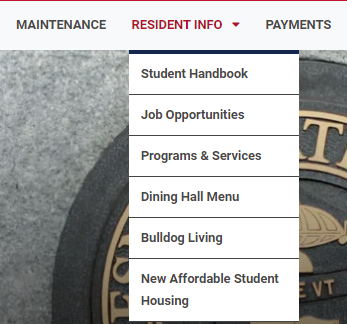 MAINTENANCE RESIDENT INFO PAYMENTS
Student Handbook
Job Opportunities
Programs & Services
Dining Hall Menu
Bulldog Living
New Affordable Student
Housing
VT